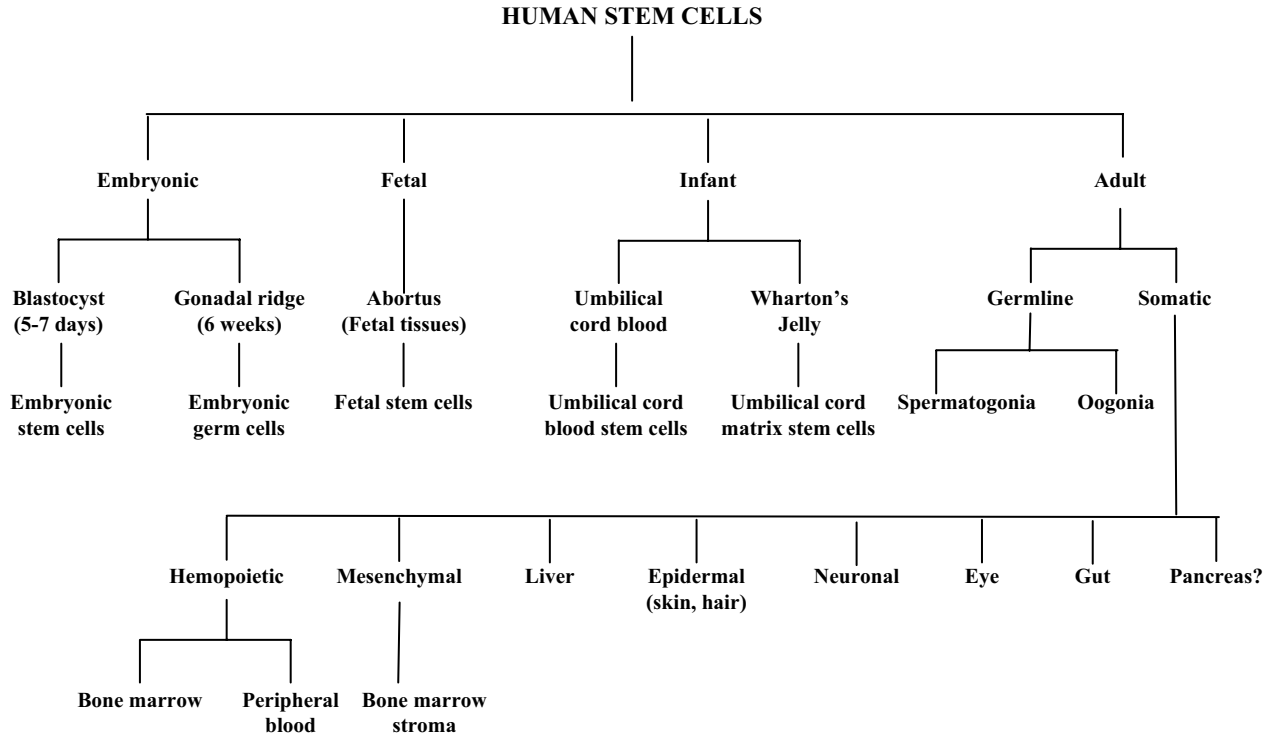 HUMAN STEM CELLS
Embryonic
Fetal
Infant
Adult
Blastocyst
(5-7 days)
Gonadal ridge
(6 weeks)
Abortus
(Fetal tissues)
Umbilical
cord blood
Wharton's
Jelly
Germline
Somatic
Embryonic
stem cells
Embryonic
germ cells
Fetal stem cells
Umbilical cord
blood stem cells
Umbilical cord
matrix stem cells
Spermatogonia
Oogonia
Hemopoietic
Mesenchymal
Liver
Epidermal
(skin, hair)
Neuronal
Eye
Gut
Pancreas?
Bone marrow
Peripheral
blood
Bone marrow
stroma